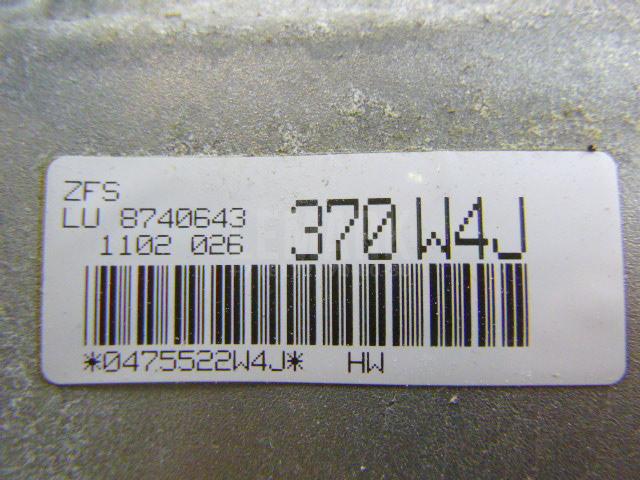 ZFS
LU 8740643
1102 026
370 W4J
*0475522W4J* HW